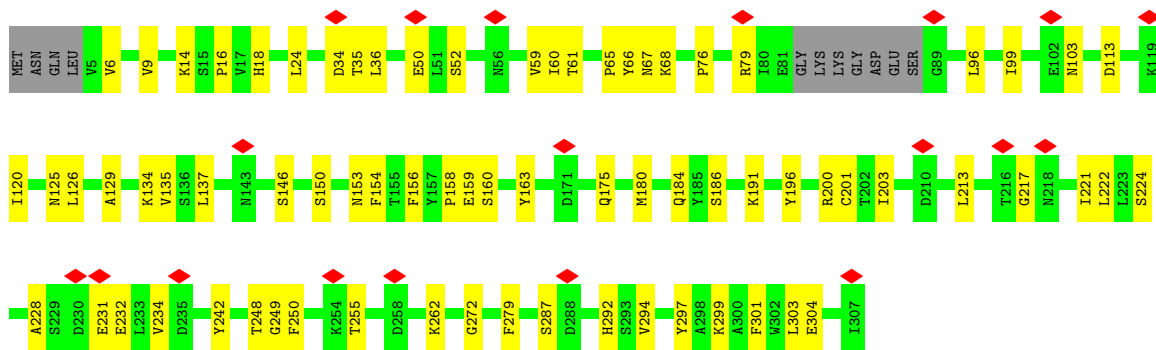 MET ASN GLN LEU V5 V6 V9 K14 S15 P16 V17 H18 L24 D34 T35 L36 E50 L51 S52 N56 V59 I60 T61 P65 Y66 N67 K68 P76 R79 I80 E81 GLY LYS LYS GLY ASP GLU SER G89 L96 I99 E102 N103 D113 K119
I120 N125 L126 A129 K134 V135 S136 L137 N143 S146 S150 N153 F154 T155 F156 Y157 P158 E159 S160 Y163 D171 Q175 M180 Q184 Y185 S186 K191 Y196 R200 C201 T202 I203 D210 L213 T216 G217 N218 I221 L222 L223 S224
A228 S229 D230 E231 E232 L233 V234 D235 Y242 T248 G249 F250 K254 T255 D258 K262 G272 F279 S287 D288 H292 S293 V294 Y297 A298 K299 A300 F301 W302 L303 E304 I307